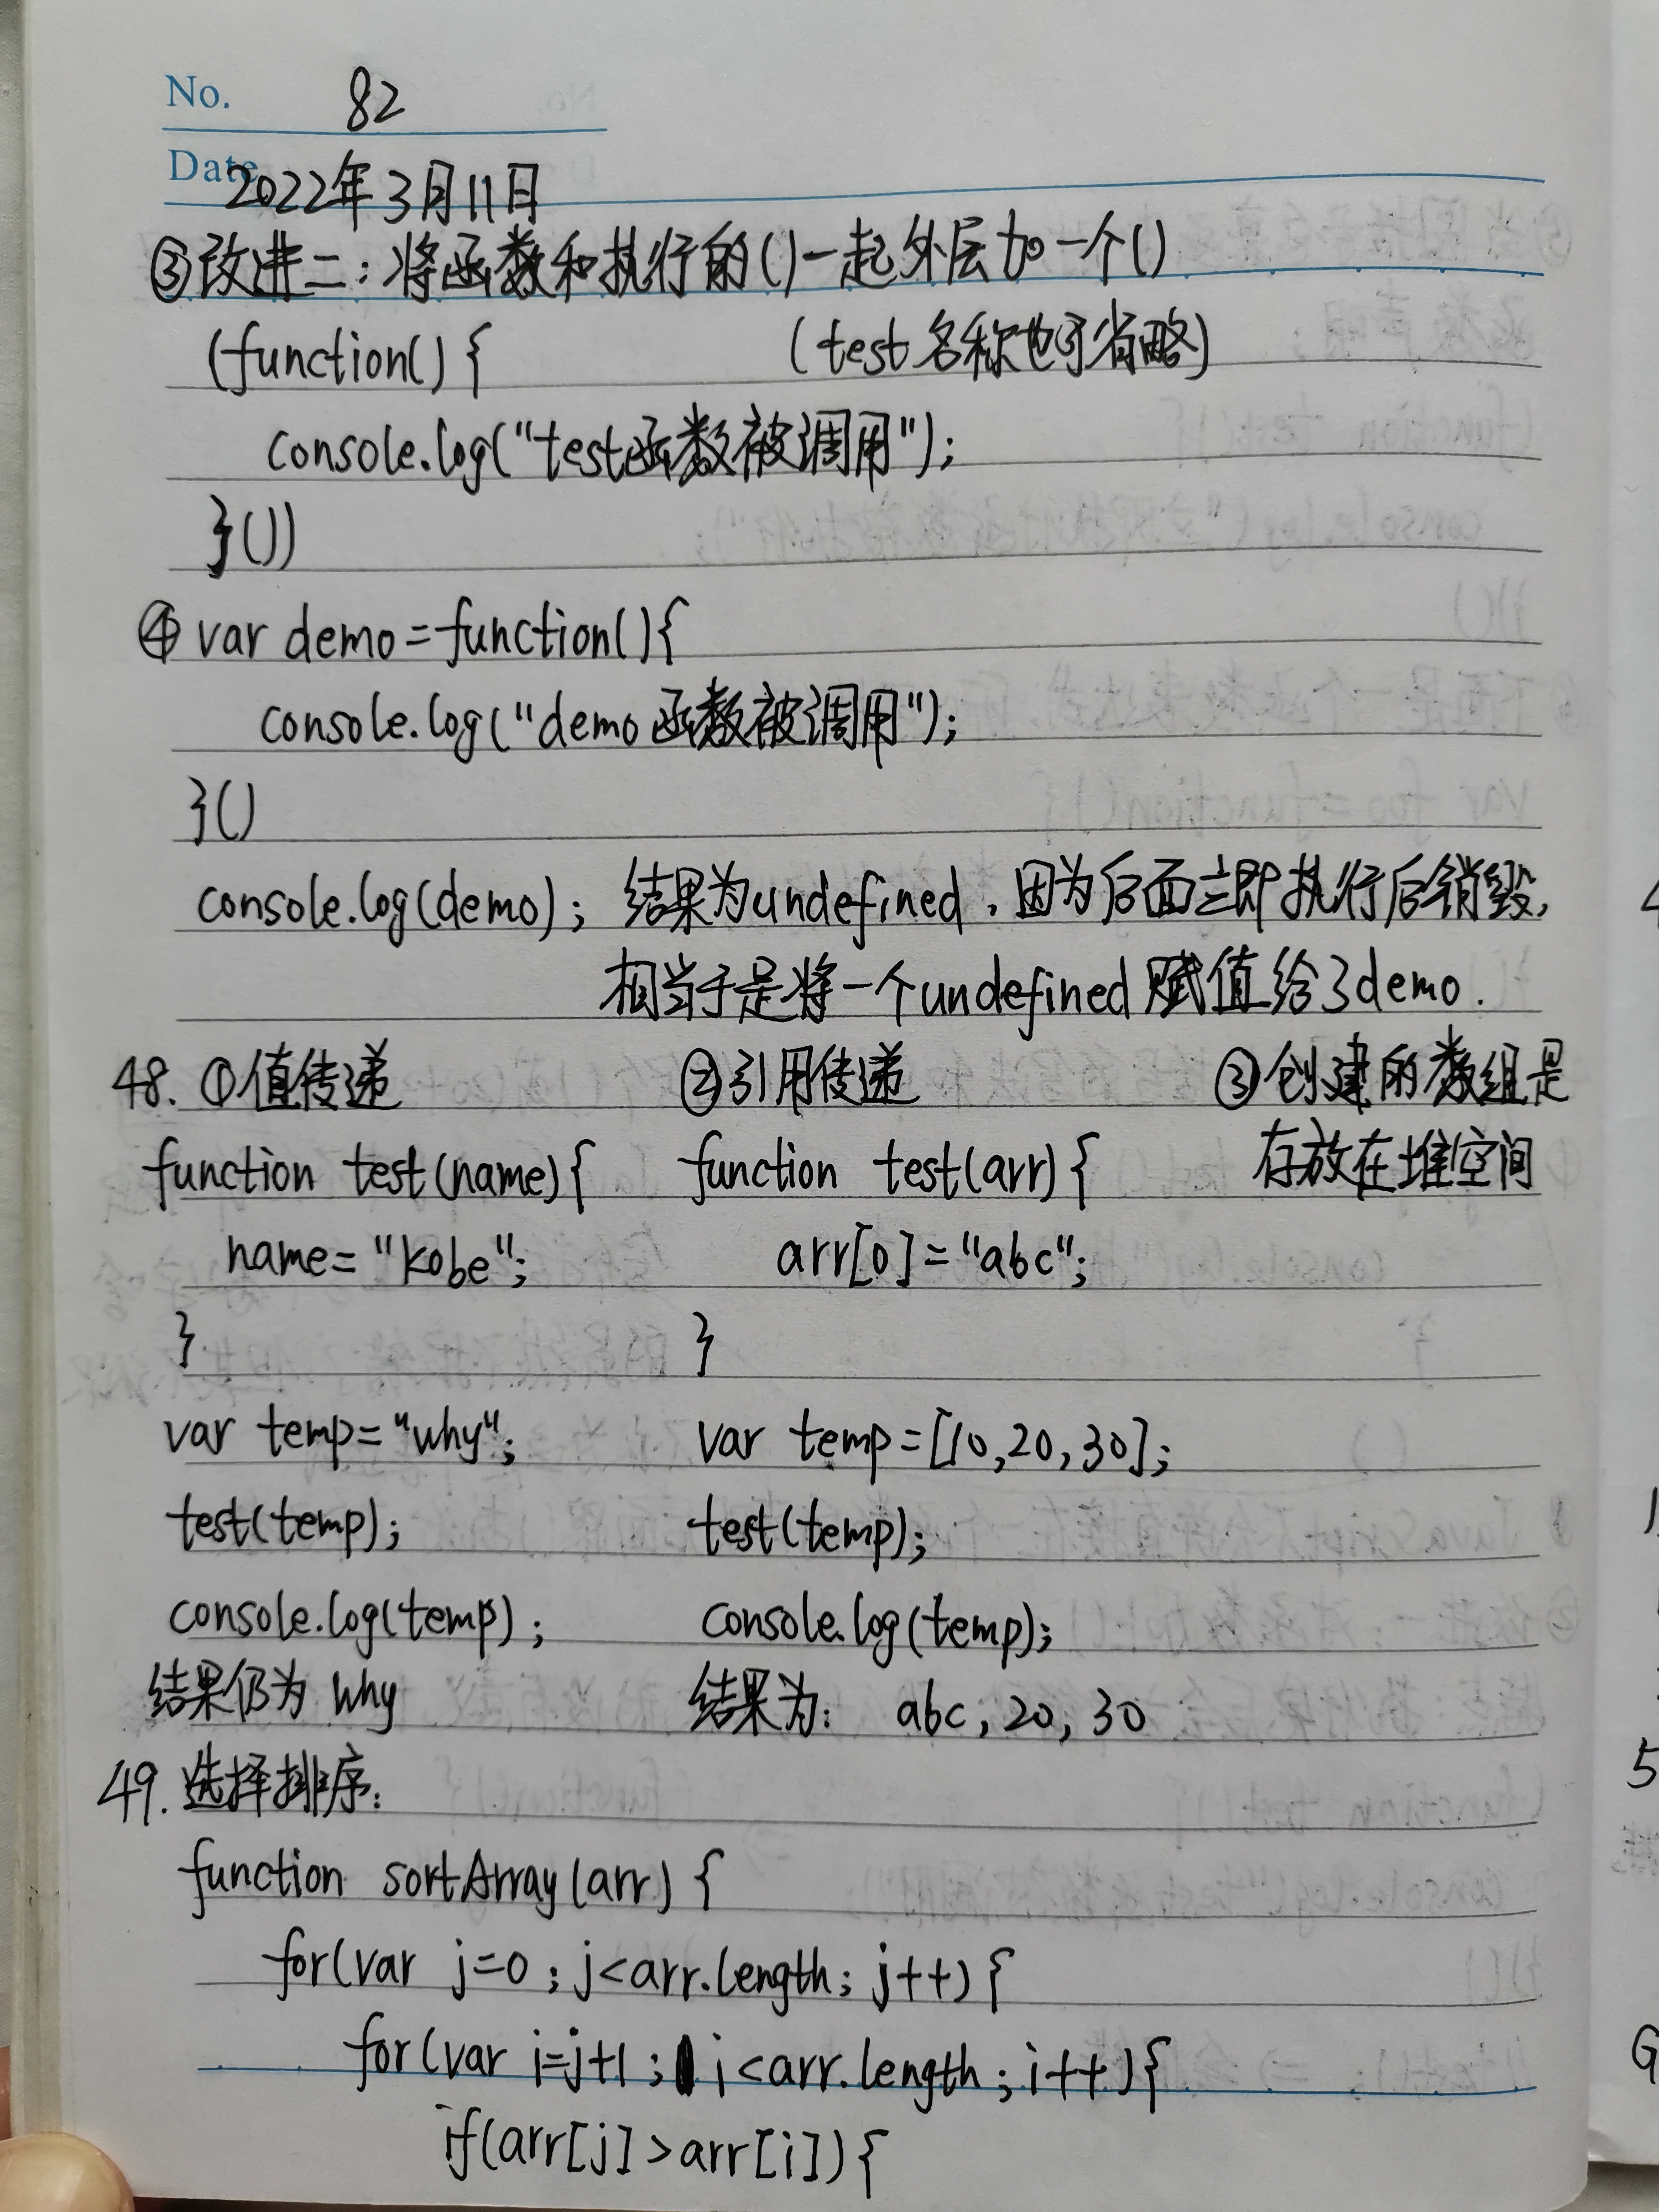 No. 82
Date 2022年3月11日
③改进二:将函数和执行的()一起外层加一个()
(function(){ (test名称也可省略)
console.log("test函数被调用");
}())
④var demo=function(){
console.log("demo函数被调用");
}()
console.log(demo); 结果为undefined.因为后面立即执行后销毁,
相当于是将一个undefined赋值给了demo.
48. ①值传递 ②引用传递 ③创建的数组是
function test(name){ function test(arr){ 存放在堆空间
name="kobe"; arr[0]="abc";
} }
var temp="why"; var temp=[10,20,30];
test(temp); test(temp);
console.log(temp); console.log(temp);
结果仍为why 结果为: abc, 20, 30
49. 选择排序:
function sortArray(arr){
for(var j=0; j<arr.length; j++){
for(var i=j+1; i<arr.length; i++){
if(arr[j]>arr[i]){